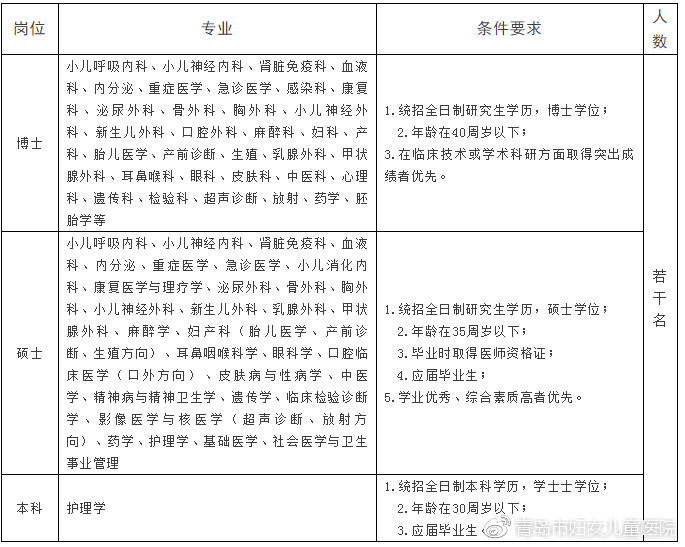 岗位
专业
条件要求
人
数
博士
小儿呼吸内科、小儿神经内科、肾脏免疫科、血液
科、内分泌、重症医学、急诊医学、感染科、康复
科、泌尿外科、骨外科、胸外科、小儿神经外
科、新生儿外科、口腔外科、麻醉科、妇科、产
科、胎儿医学、产前诊断、生殖、乳腺外科、甲状
腺外科、耳鼻喉科、眼科、皮肤科、中医科、心理
科、遗传科、检验科、超声诊断、放射、药学、胚
胎学等
1.统招全日制研究生学历，博士学位；
2.年龄在40周岁以下；
3.在临床技术或学术科研方面取得突出成
绩者优先。
若
干
名
硕士
小儿呼吸内科、小儿神经内科、肾脏免疫科、血液
科、内分泌、重症医学、急诊医学、小儿消化内
科、康复医学与理疗学、泌尿外科、骨外科、胸外
科、小儿神经外科、新生儿外科、乳腺外科、甲状
腺外科、麻醉学、妇产科（胎儿医学、产前诊
断、生殖方向）、耳鼻咽喉科学、眼科学、口腔临
床医学（口外方向）、皮肤病与性病学、中医
学、精神病与精神卫生学、遗传学、临床检验诊断
学、影像医学与核医学（超声诊断、放射方
向）、药学、护理学、基础医学、社会医学与卫生
事业管理
1.统招全日制研究生学历，硕士学位；
2.年龄在35周岁以下；
3.毕业时取得医师资格证；
4.应届毕业生；
5.学业优秀、综合素质高者优先。
本科
护理学
1.统招全日制本科学历，学士士学位；
2.年龄在30周岁以下；
3.应届毕业生
青岛市妇女儿童医院